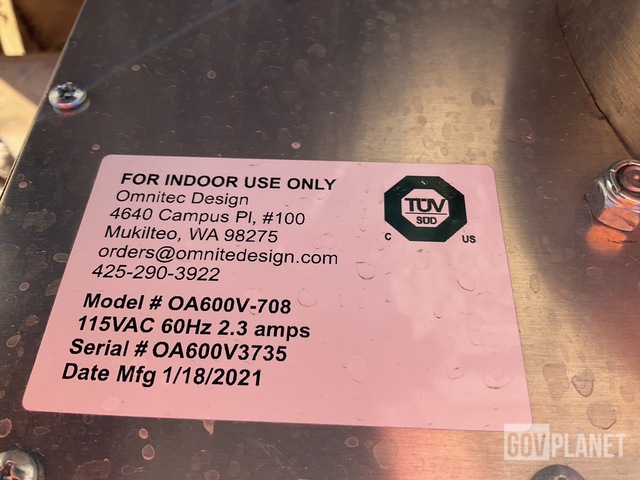 FOR INDOOR USE ONLY
Omnitec Design
4640 Campus Pl, #100
Mukilteo, WA 98275
orders@omnitedesign.com
425-290-3922
Model # OA600V-708
115VAC 60Hz 2.3 amps
Serial # OA600V3735
Date Mfg 1/18/2021
TÜV
SÜD
C US
GOVPLANET